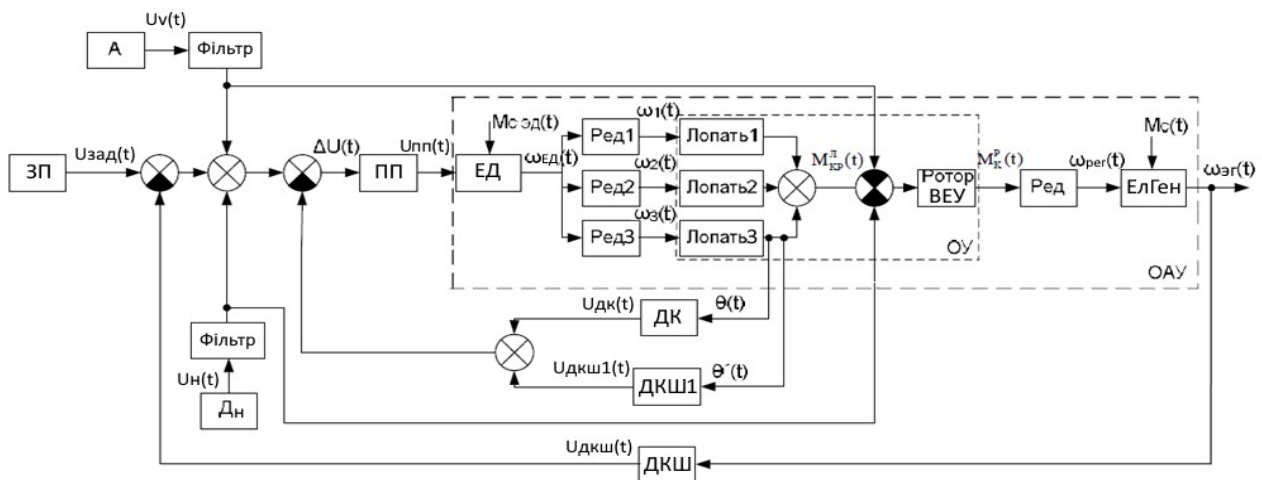 Uv(t)
А
Фільтр
Mс эд(t)
ω1(t)
Ред1
Лопать1
Mс(t)
Uзад(t)
ΔU(t)
Uпп(t)
ωЕД(t)
ω2(t)
M^Л_КР(t)
M^Р_К(t)
ωрег(t)
ωэг(t)
ЗП
ПП
ЕД
Ред2
Лопать2
Ротор
ВЕУ
Ред
ЕлГен
ω3(t)
Ред3
Лопать3
ОУ
ОАУ
Uдк(t)
ДК
θ(t)
Фільтр
Uн(t)
Дн
Uдкш1(t)
ДКШ1
θ´(t)
Uдкш(t)
ДКШ